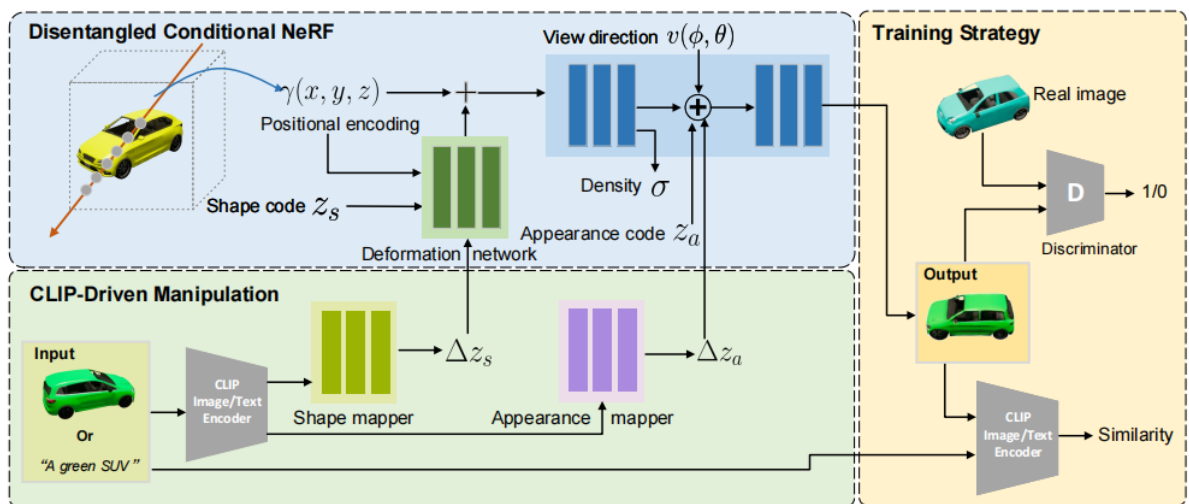 Disentangled Conditional NeRF
View direction v(ϕ, θ)
γ(x, y, z)
+
Positional encoding
Shape code z_s
Deformation network
Density σ
Appearance code z_a
CLIP-Driven Manipulation
Input
Or
“A green SUV”
CLIP
Image/Text
Encoder
Shape mapper
Δz_s
Appearance mapper
Δz_a
Training Strategy
Real image
D
1/0
Discriminator
Output
CLIP
Image/Text
Encoder
Similarity